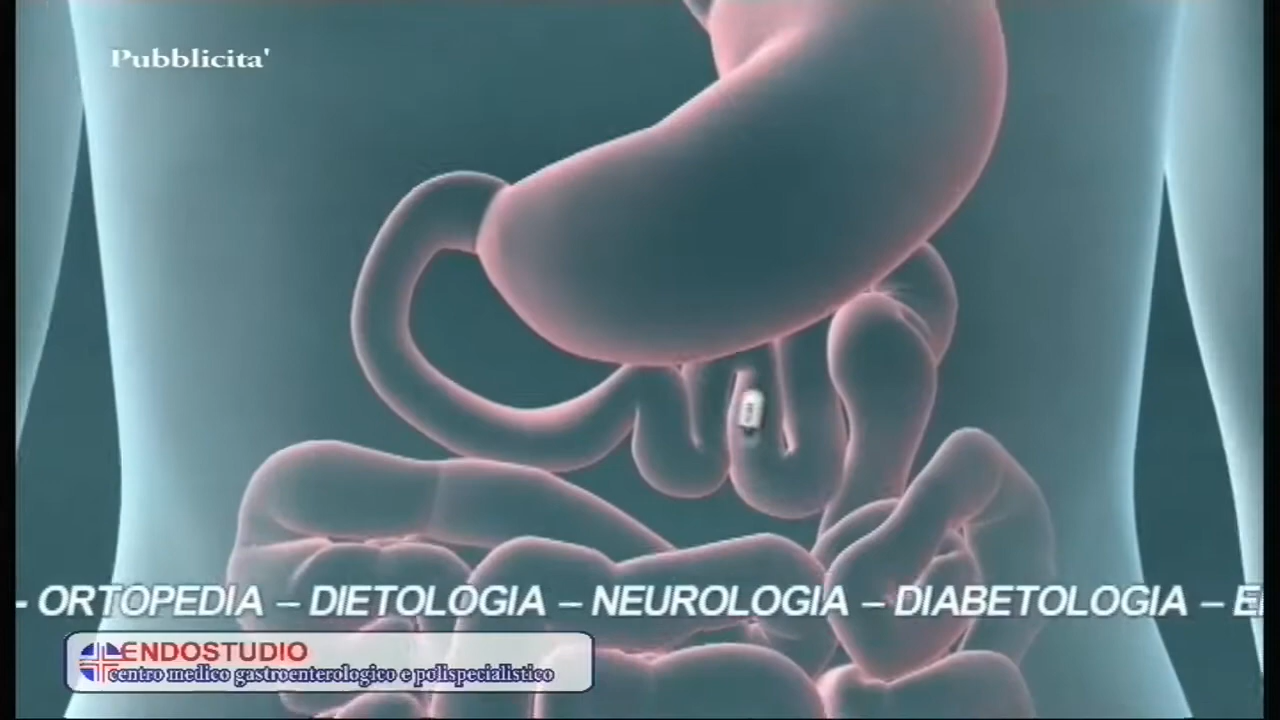 Pubblicita'
- ORTOPEDIA – DIETOLOGIA – NEUROLOGIA – DIABETOLOGIA –
ENDOSTUDIO
centro medico gastroenterologico e polispecialistico